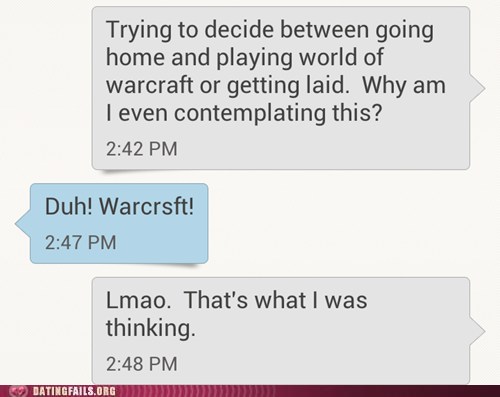 Trying to decide between going
home and playing world of
warcraft or getting laid.  Why am
I even contemplating this?
2:42 PM
Duh! Warcrsft!
2:47 PM
Lmao.  That's what I was
thinking.
2:48 PM
DATINGFAILS.ORG